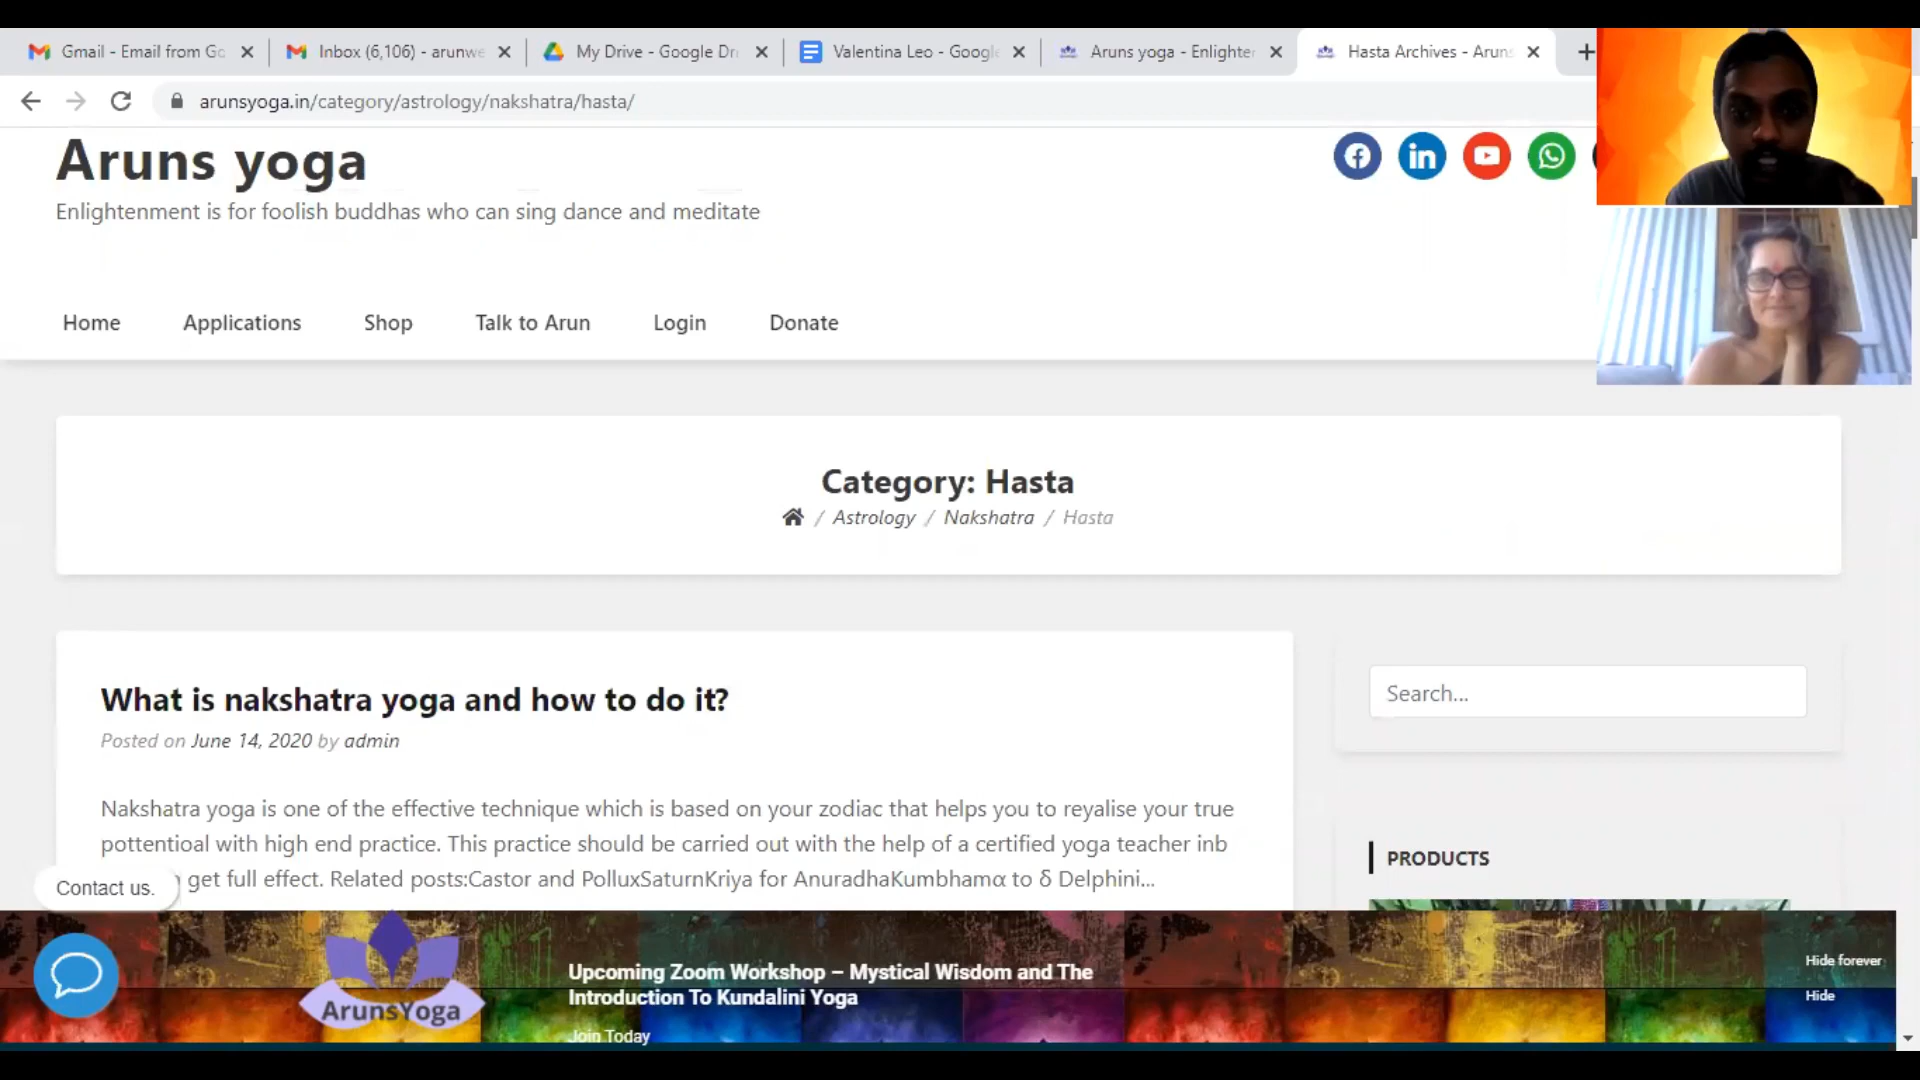 Gmail - Email from Go
Inbox (6,106) - arunwe
My Drive - Google Dri
Valentina Leo - Google
Aruns yoga - Enlighten
Hasta Archives - Aruns
arunsyoga.in/category/astrology/nakshatra/hasta/
Aruns yoga
Enlightenment is for foolish buddhas who can sing dance and meditate
Home
Applications
Shop
Talk to Arun
Login
Donate
Category: Hasta
/ Astrology / Nakshatra / Hasta
What is nakshatra yoga and how to do it?
Posted on June 14, 2020 by admin
Nakshatra yoga is one of the effective technique which is based on your zodiac that helps you to reyalise your true
pottentioal with high end practice. This practice should be carried out with the help of a certified yoga teacher inb
get full effect. Related posts:Castor and PolluxSaturnKriya for AnuradhaKumbhamα to δ Delphini...
Search...
PRODUCTS
Contact us.
ArunsYoga
Upcoming Zoom Workshop – Mystical Wisdom and The
Introduction To Kundalini Yoga
Join Today
Hide forever
Hide